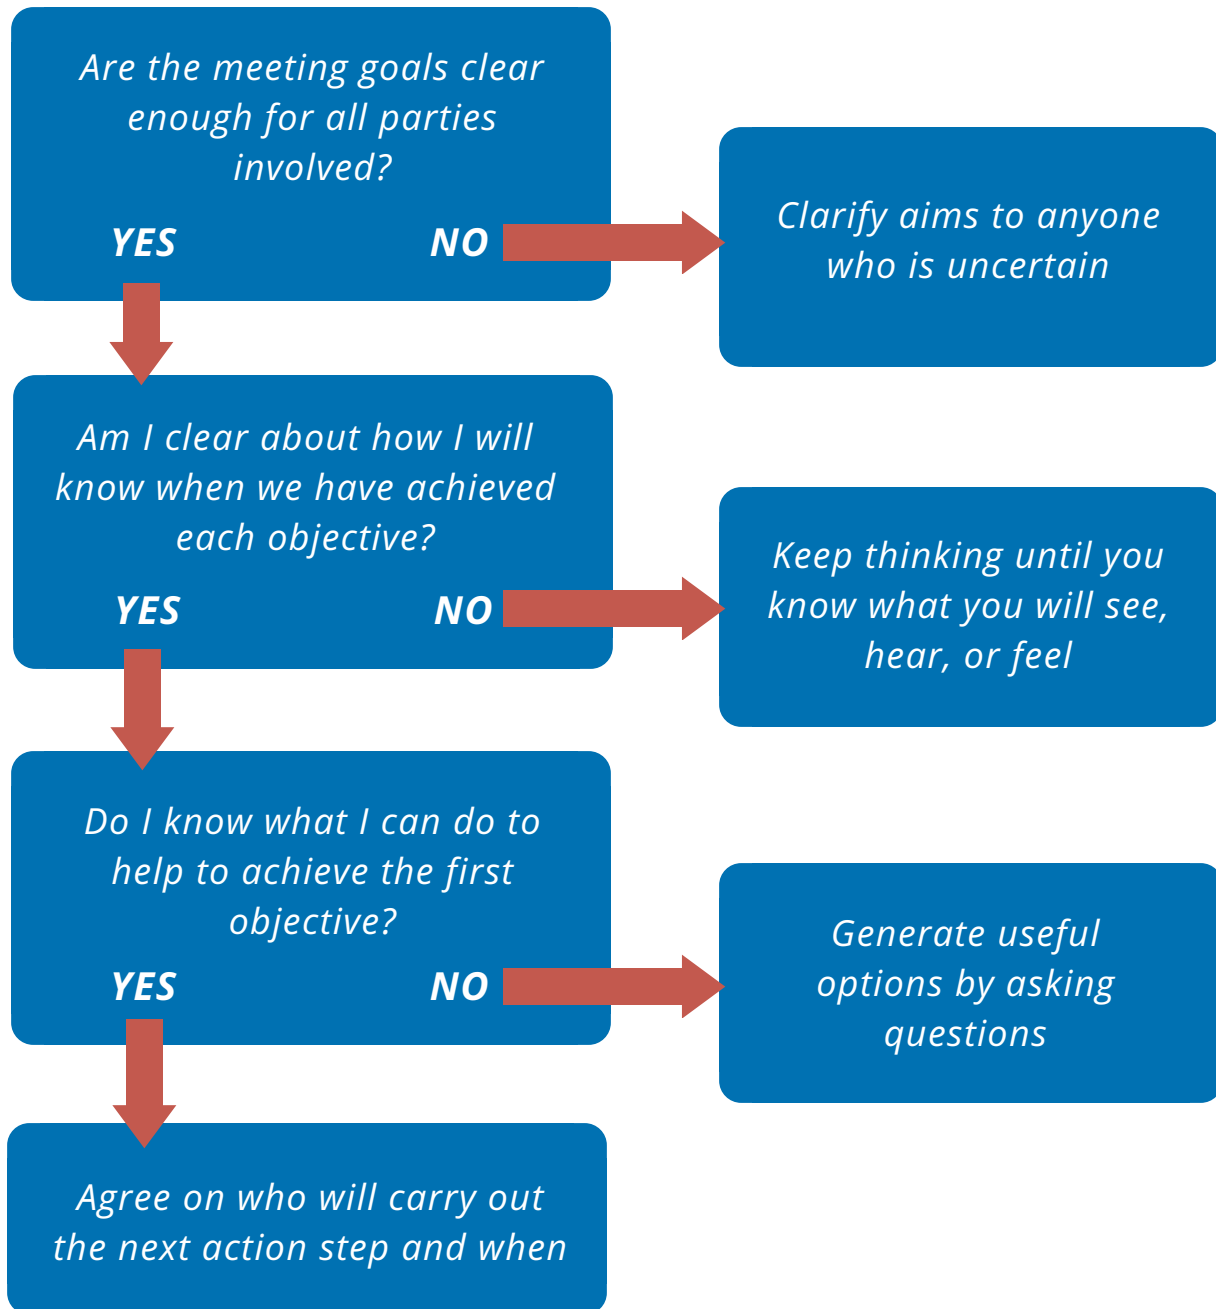 Are the meeting goals clear
enough for all parties
involved?
YES
NO
Clarify aims to anyone
who is uncertain
Am I clear about how I will
know when we have achieved
each objective?
YES
NO
Keep thinking until you
know what you will see,
hear, or feel
Do I know what I can do to
help to achieve the first
objective?
YES
NO
Generate useful
options by asking
questions
Agree on who will carry out
the next action step and when